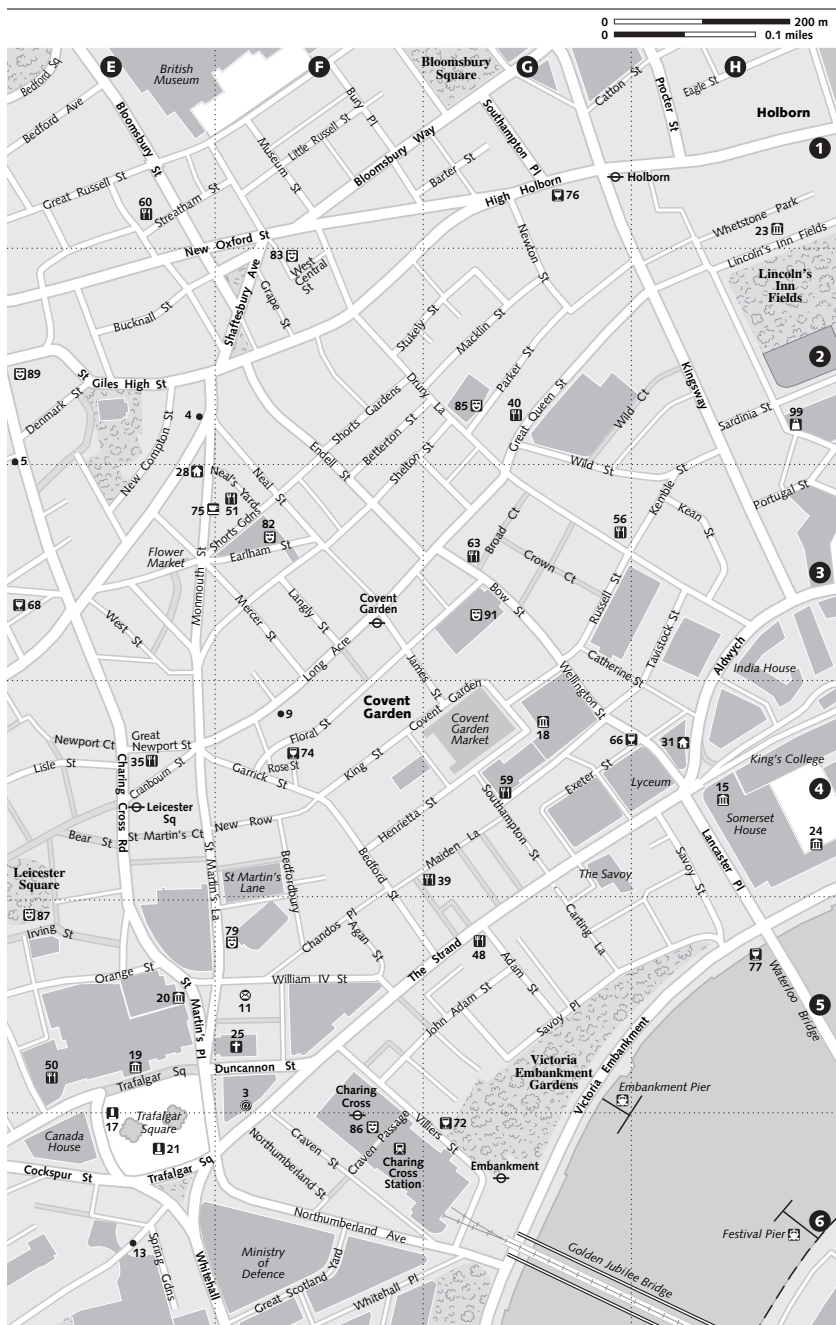 0 200 m
0 0.1 miles
E
F
G
H
British
Museum
Bloomsbury
Square
Bedford Sq
Bedford Ave
Bloomsbury St
Bury Pl
Catton St
Procter St
Eagle St
Holborn
Southampton Pl
Little Russell St
Museum St
Bloomsbury Way
Barter St
1
Great Russell St
High Holborn
Holborn
76
60
Streatham St
Whetstone Park
23
New Oxford St
Newton St
Lincoln's Inn Fields
83
West
Central
St
Lincoln's
Inn
Fields
Shaftesbury Ave
Grape St
Bucknall St
Stukely St
Macklin St
2
89
St
Giles High St
Parker St
Kingsway
Drury La
Shorts Gardens
85
40
Great Queen St
Wild Ct
Sardinia St
99
Denmark St
4
Betterton St
New Compton St
Endell St
Shelton St
5
28
Neal's Yard
Neal St
Wild St
Kemble St
Portugal St
75
51
Shorts Gdns
82
Broad Ct
56
Kean St
63
Flower
Market
Earlham St
Crown Ct
3
Monmouth St
Covent
Garden
Bow St
Russell St
68
West St
Mercer St
Langly St
91
Tavistock St
Aldwych
Long Acre
James St
Catherine St
India House
Wellington St
9
Covent
Garden
Covent Garden
Covent
Garden
Market
18
Newport Ct
Great
Newport St
Floral St
74
66
31
King's College
Lisle St
35
Rose St
King St
Cranbourn St
Garrick St
59
Exeter St
Lyceum
15
4
Charing Cross Rd
Leicester
Sq
Henrietta St
Southampton St
Somerset
House
24
Bear St
St Martin's Ct
New Row
Maiden La
Lancaster Pl
Leicester
Square
St Martin's La
St Martin's
Lane
Bedfordbury
Bedford St
39
The Savoy
Savoy St
87
79
Chandos Pl
Agan St
Carting La
Irving St
The Strand
48
Adam St
77
Waterloo Bridge
Orange St
William IV St
St Martin's Pl
20
11
John Adam St
Savoy Pl
5
25
19
50
Trafalgar Sq
Duncannon St
Victoria
Embankment
Gardens
Victoria Embankment
Embankment Pier
3
Charing
Cross
17
Trafalgar
Square
86
Villiers St
72
Canada
House
21
Craven St
Craven Passage
Charing
Cross
Station
Embankment
Cockspur St
Trafalgar Sq
Northumberland St
Northumberland Ave
6
Festival Pier
13
Spring Gdns
Whitehall
Ministry
of
Defence
Great Scotland Yard
Whitehall Pl
Golden Jubilee Bridge